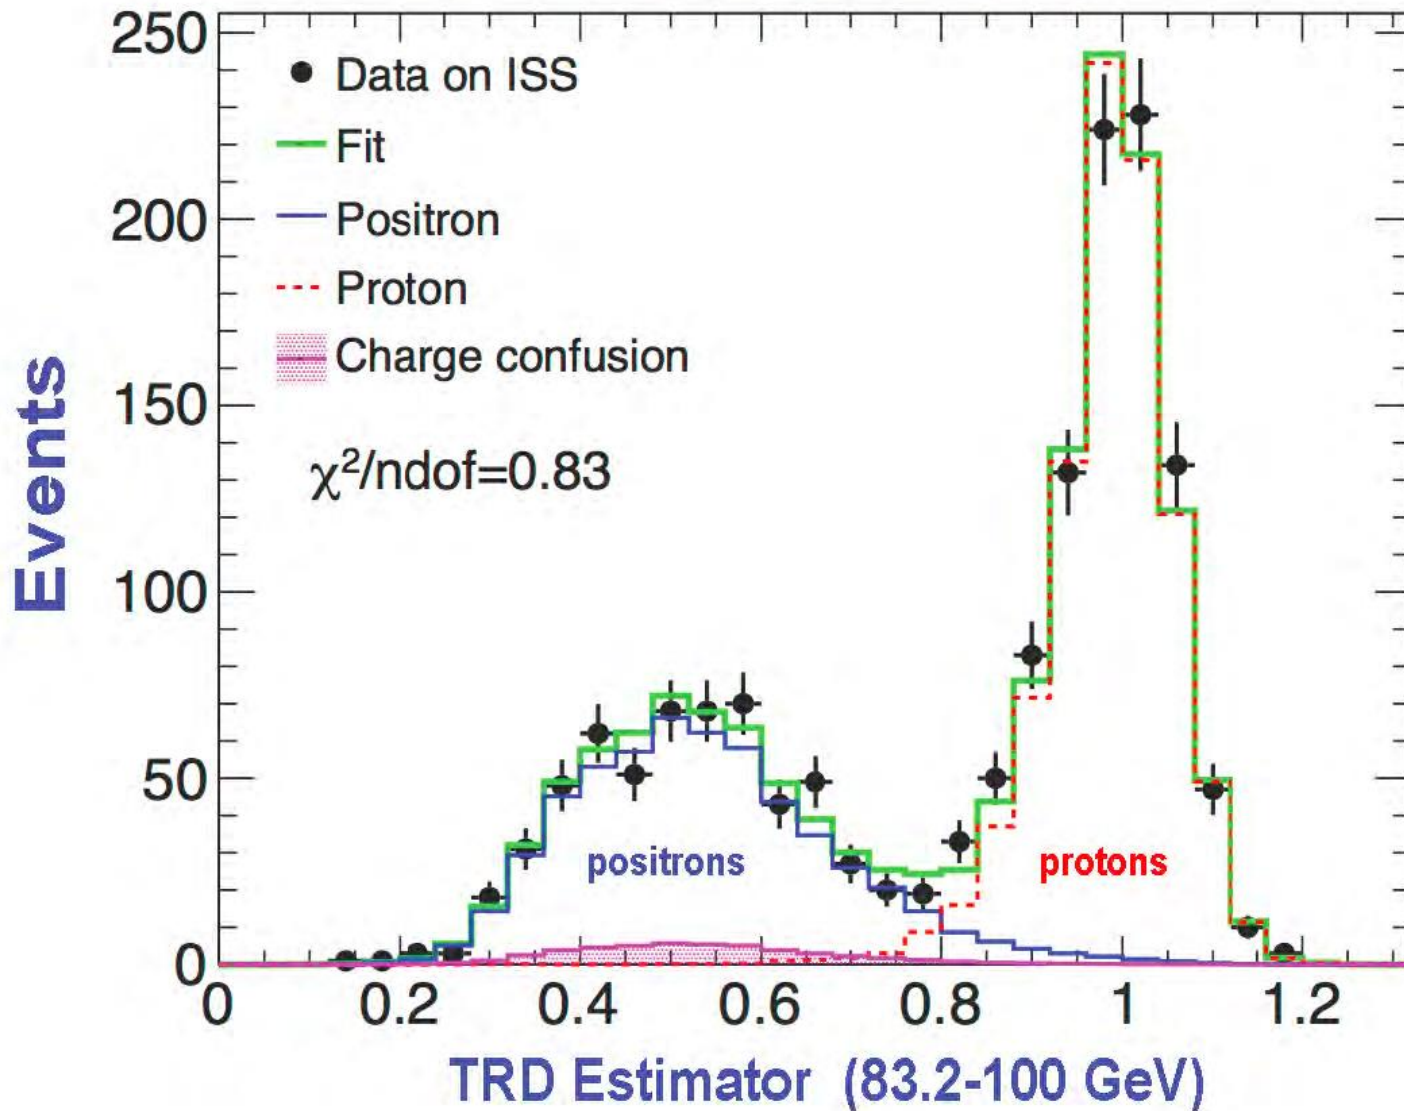 250
200
150
100
50
0
Events
Data on ISS
Fit
Positron
Proton
Charge confusion
χ²/ndof=0.83
positrons
protons
0 0.2 0.4 0.6 0.8 1 1.2
TRD Estimator (83.2-100 GeV)